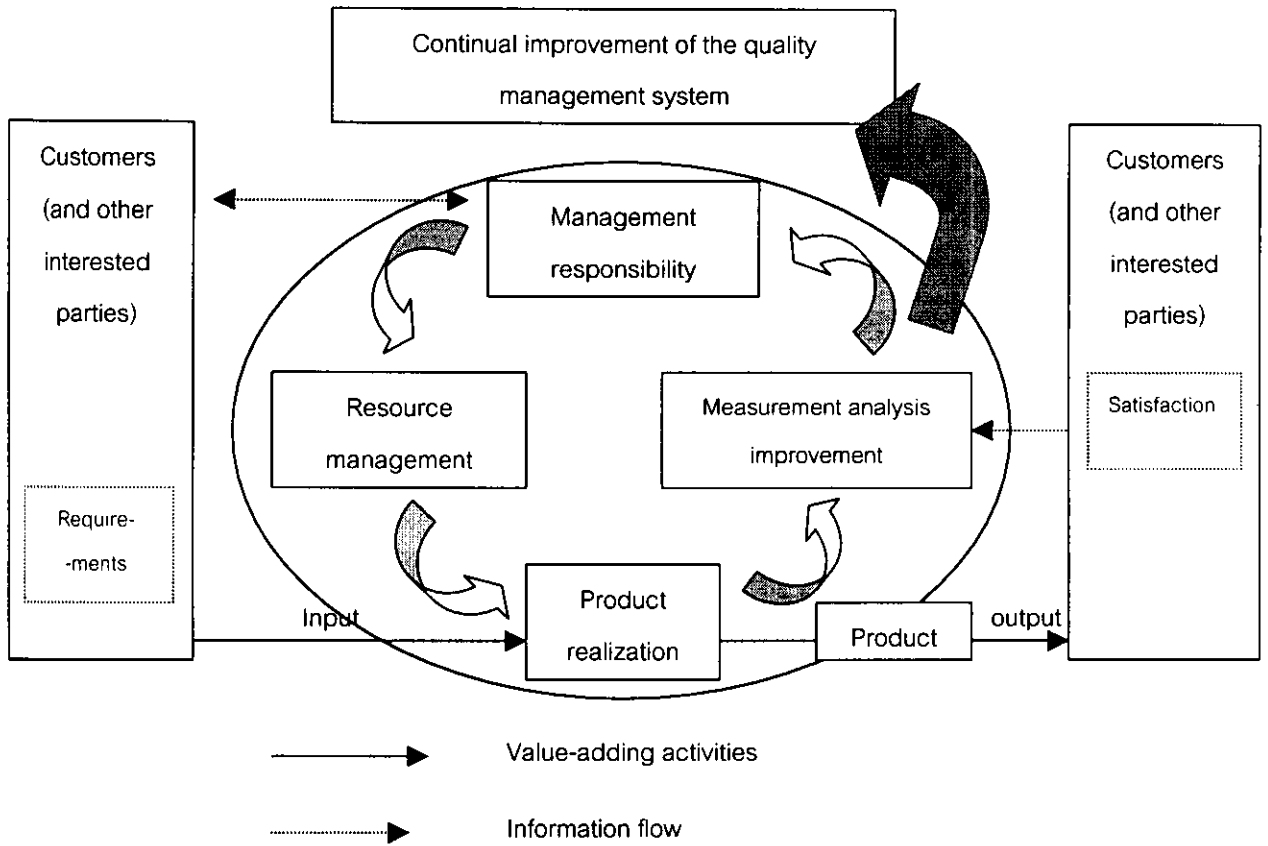 Continual improvement of the quality
management system
Customers
(and other
interested
parties)
Require-
-ments
Management
responsibility
Resource
management
Measurement analysis
improvement
Customers
(and other
interested
parties)
Satisfaction
Input
Product
realization
Product
output
Value-adding activities
Information flow